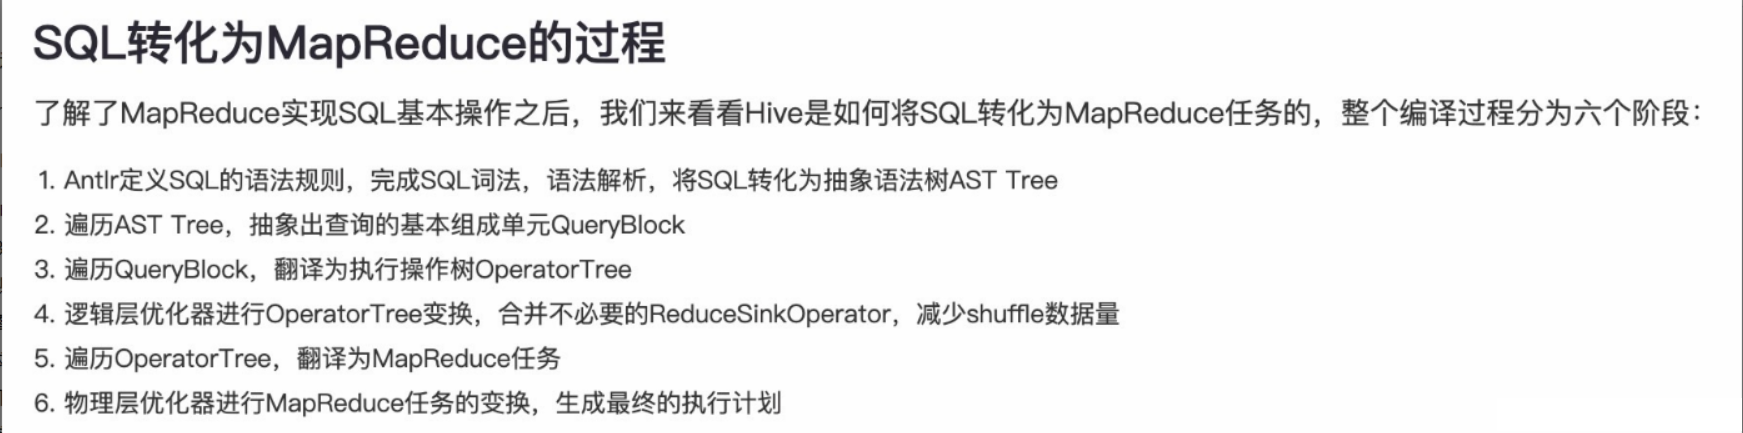 SQL转化为MapReduce的过程
了解了MapReduce实现SQL基本操作之后，我们来看看Hive是如何将SQL转化为MapReduce任务的，整个编译过程分为六个阶段：
1. Antlr定义SQL的语法规则，完成SQL词法，语法解析，将SQL转化为抽象语法树AST Tree
2. 遍历AST Tree，抽象出查询的基本组成单元QueryBlock
3. 遍历QueryBlock，翻译为执行操作树OperatorTree
4. 逻辑层优化器进行OperatorTree变换，合并不必要的ReduceSinkOperator，减少shuffle数据量
5. 遍历OperatorTree，翻译为MapReduce任务
6. 物理层优化器进行MapReduce任务的变换，生成最终的执行计划